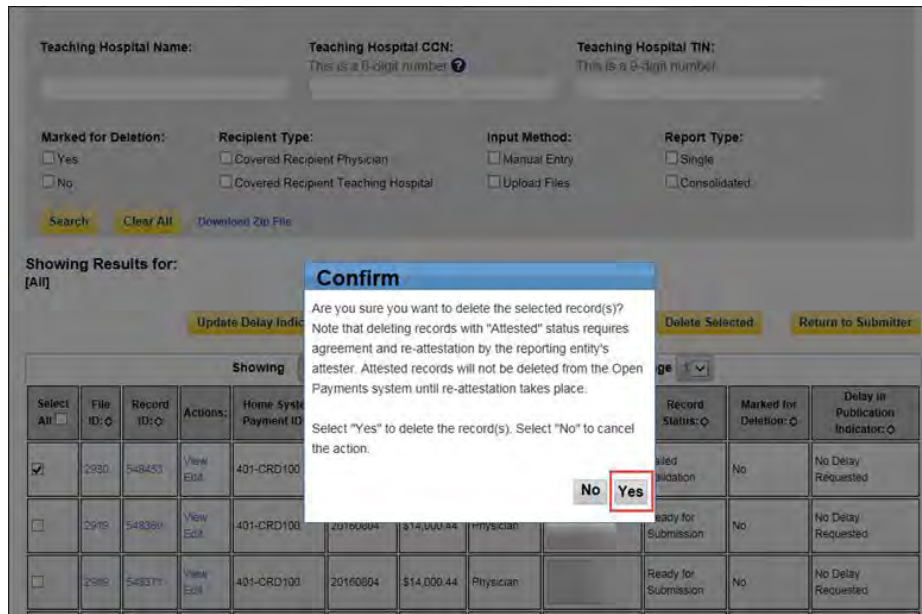 Teaching Hospital Name: Teaching Hospital CCN: Teaching Hospital TIN:
This is a 6-digit number ? This is a 9-digit number
Marked for Deletion: Recipient Type: Input Method: Report Type:
Yes Covered Recipient Physician Manual Entry Single
No Covered Recipient Teaching Hospital Upload Files Consolidated
Search Clear All Download Zip File
Showing Results for:
[All]
Confirm
Are you sure you want to delete the selected record(s)?
Note that deleting records with "Attested" status requires
agreement and re-attestation by the reporting entity's
attester. Attested records will not be deleted from the Open
Payments system until re-attestation takes place.
Select "Yes" to delete the record(s). Select "No" to cancel
the action.
No Yes
Update Delay Indic Delete Selected Return to Submitter
Showing ge 1
Select All File ID: Record ID: Actions: Home Syste Payment ID Record Status: Marked for Deletion: Delay in Publication Indicator:
2930 548453 View Edit 401-CRD100 ailed alidation No No Delay Requested
View Edit 401-CRD100 20160804 $14,000.44 Physician eady for Submission No No Delay Requested
View Edit 401-CRD100 20160804 $14,000.44 Physician Ready for Submission No No Delay Requested